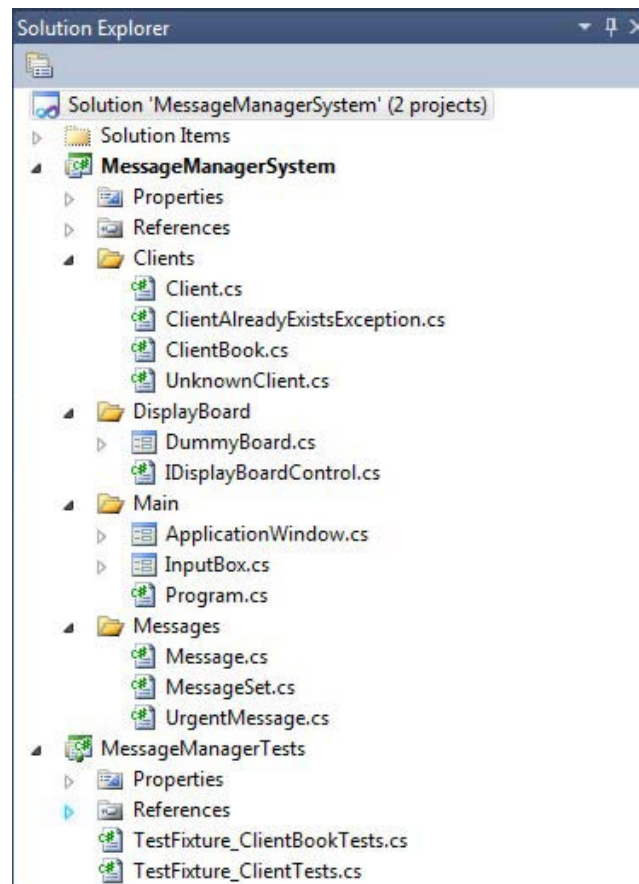 Solution Explorer
Solution 'MessageManagerSystem' (2 projects)
Solution Items
MessageManagerSystem
Properties
References
Clients
Client.cs
ClientAlreadyExistsException.cs
ClientBook.cs
UnknownClient.cs
DisplayBoard
DummyBoard.cs
IDisplayBoardControl.cs
Main
ApplicationWindow.cs
InputBox.cs
Program.cs
Messages
Message.cs
MessageSet.cs
UrgentMessage.cs
MessageManagerTests
Properties
References
TestFixture_ClientBookTests.cs
TestFixture_ClientTests.cs